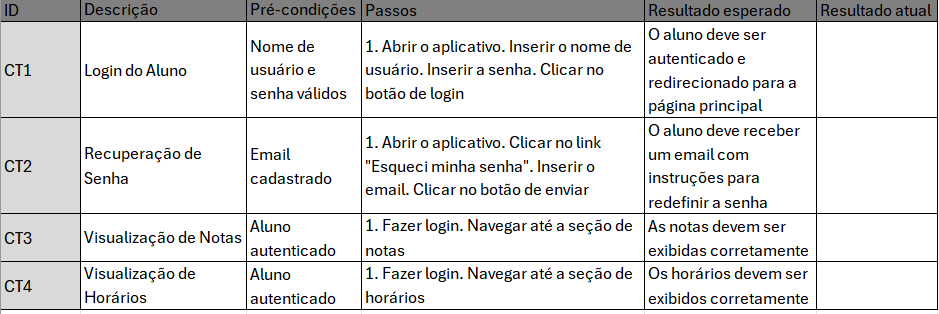 ID Descrição Pré-condições Passos Resultado esperado Resultado atual
CT1
Login do Aluno
Nome de
usuário e
senha válidos
1. Abrir o aplicativo. Inserir o nome de
usuário. Inserir a senha. Clicar no
botão de login
O aluno deve ser
autenticado e
redirecionado para a
página principal
CT2
Recuperação de
Senha
Email
cadastrado
1. Abrir o aplicativo. Clicar no link
"Esqueci minha senha". Inserir o
email. Clicar no botão de enviar
O aluno deve receber
um email com
instruções para
redefinir a senha
CT3
Visualização de Notas
Aluno
autenticado
1. Fazer login. Navegar até a seção de
notas
As notas devem ser
exibidas corretamente
CT4
Visualização de
Horários
Aluno
autenticado
1. Fazer login. Navegar até a seção de
horários
Os horários devem ser
exibidos corretamente